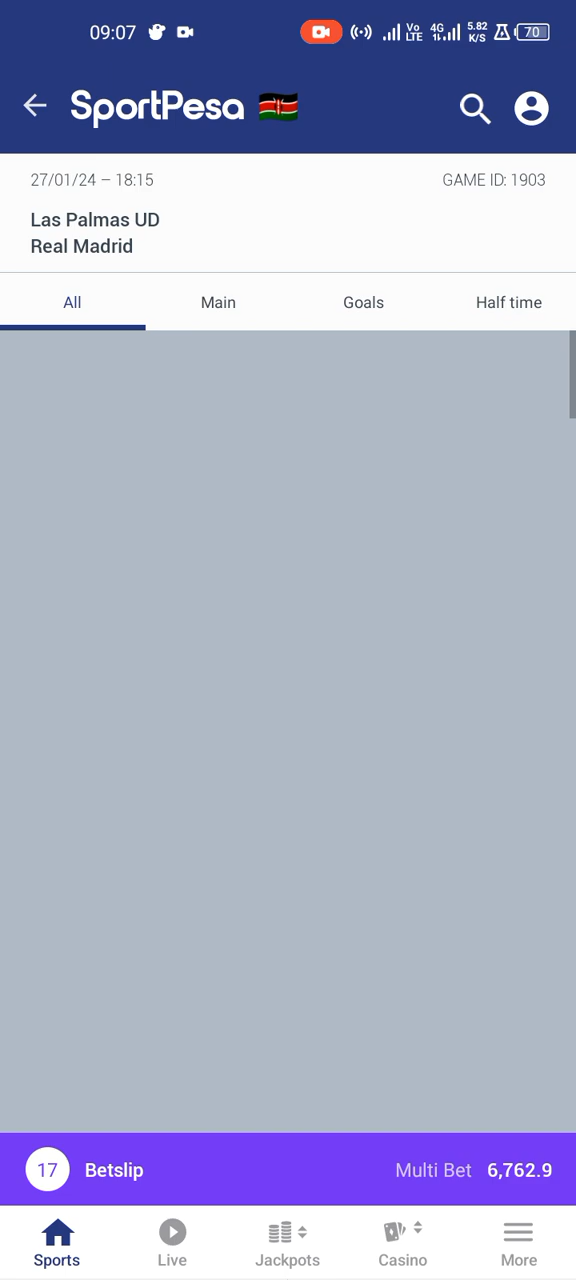 09:07
Vo LTE 4G 5.82 K/S 70
SportPesa
27/01/24 – 18:15 GAME ID: 1903
Las Palmas UD
Real Madrid
All Main Goals Half time
17 Betslip Multi Bet 6,762.9
Sports Live Jackpots Casino More